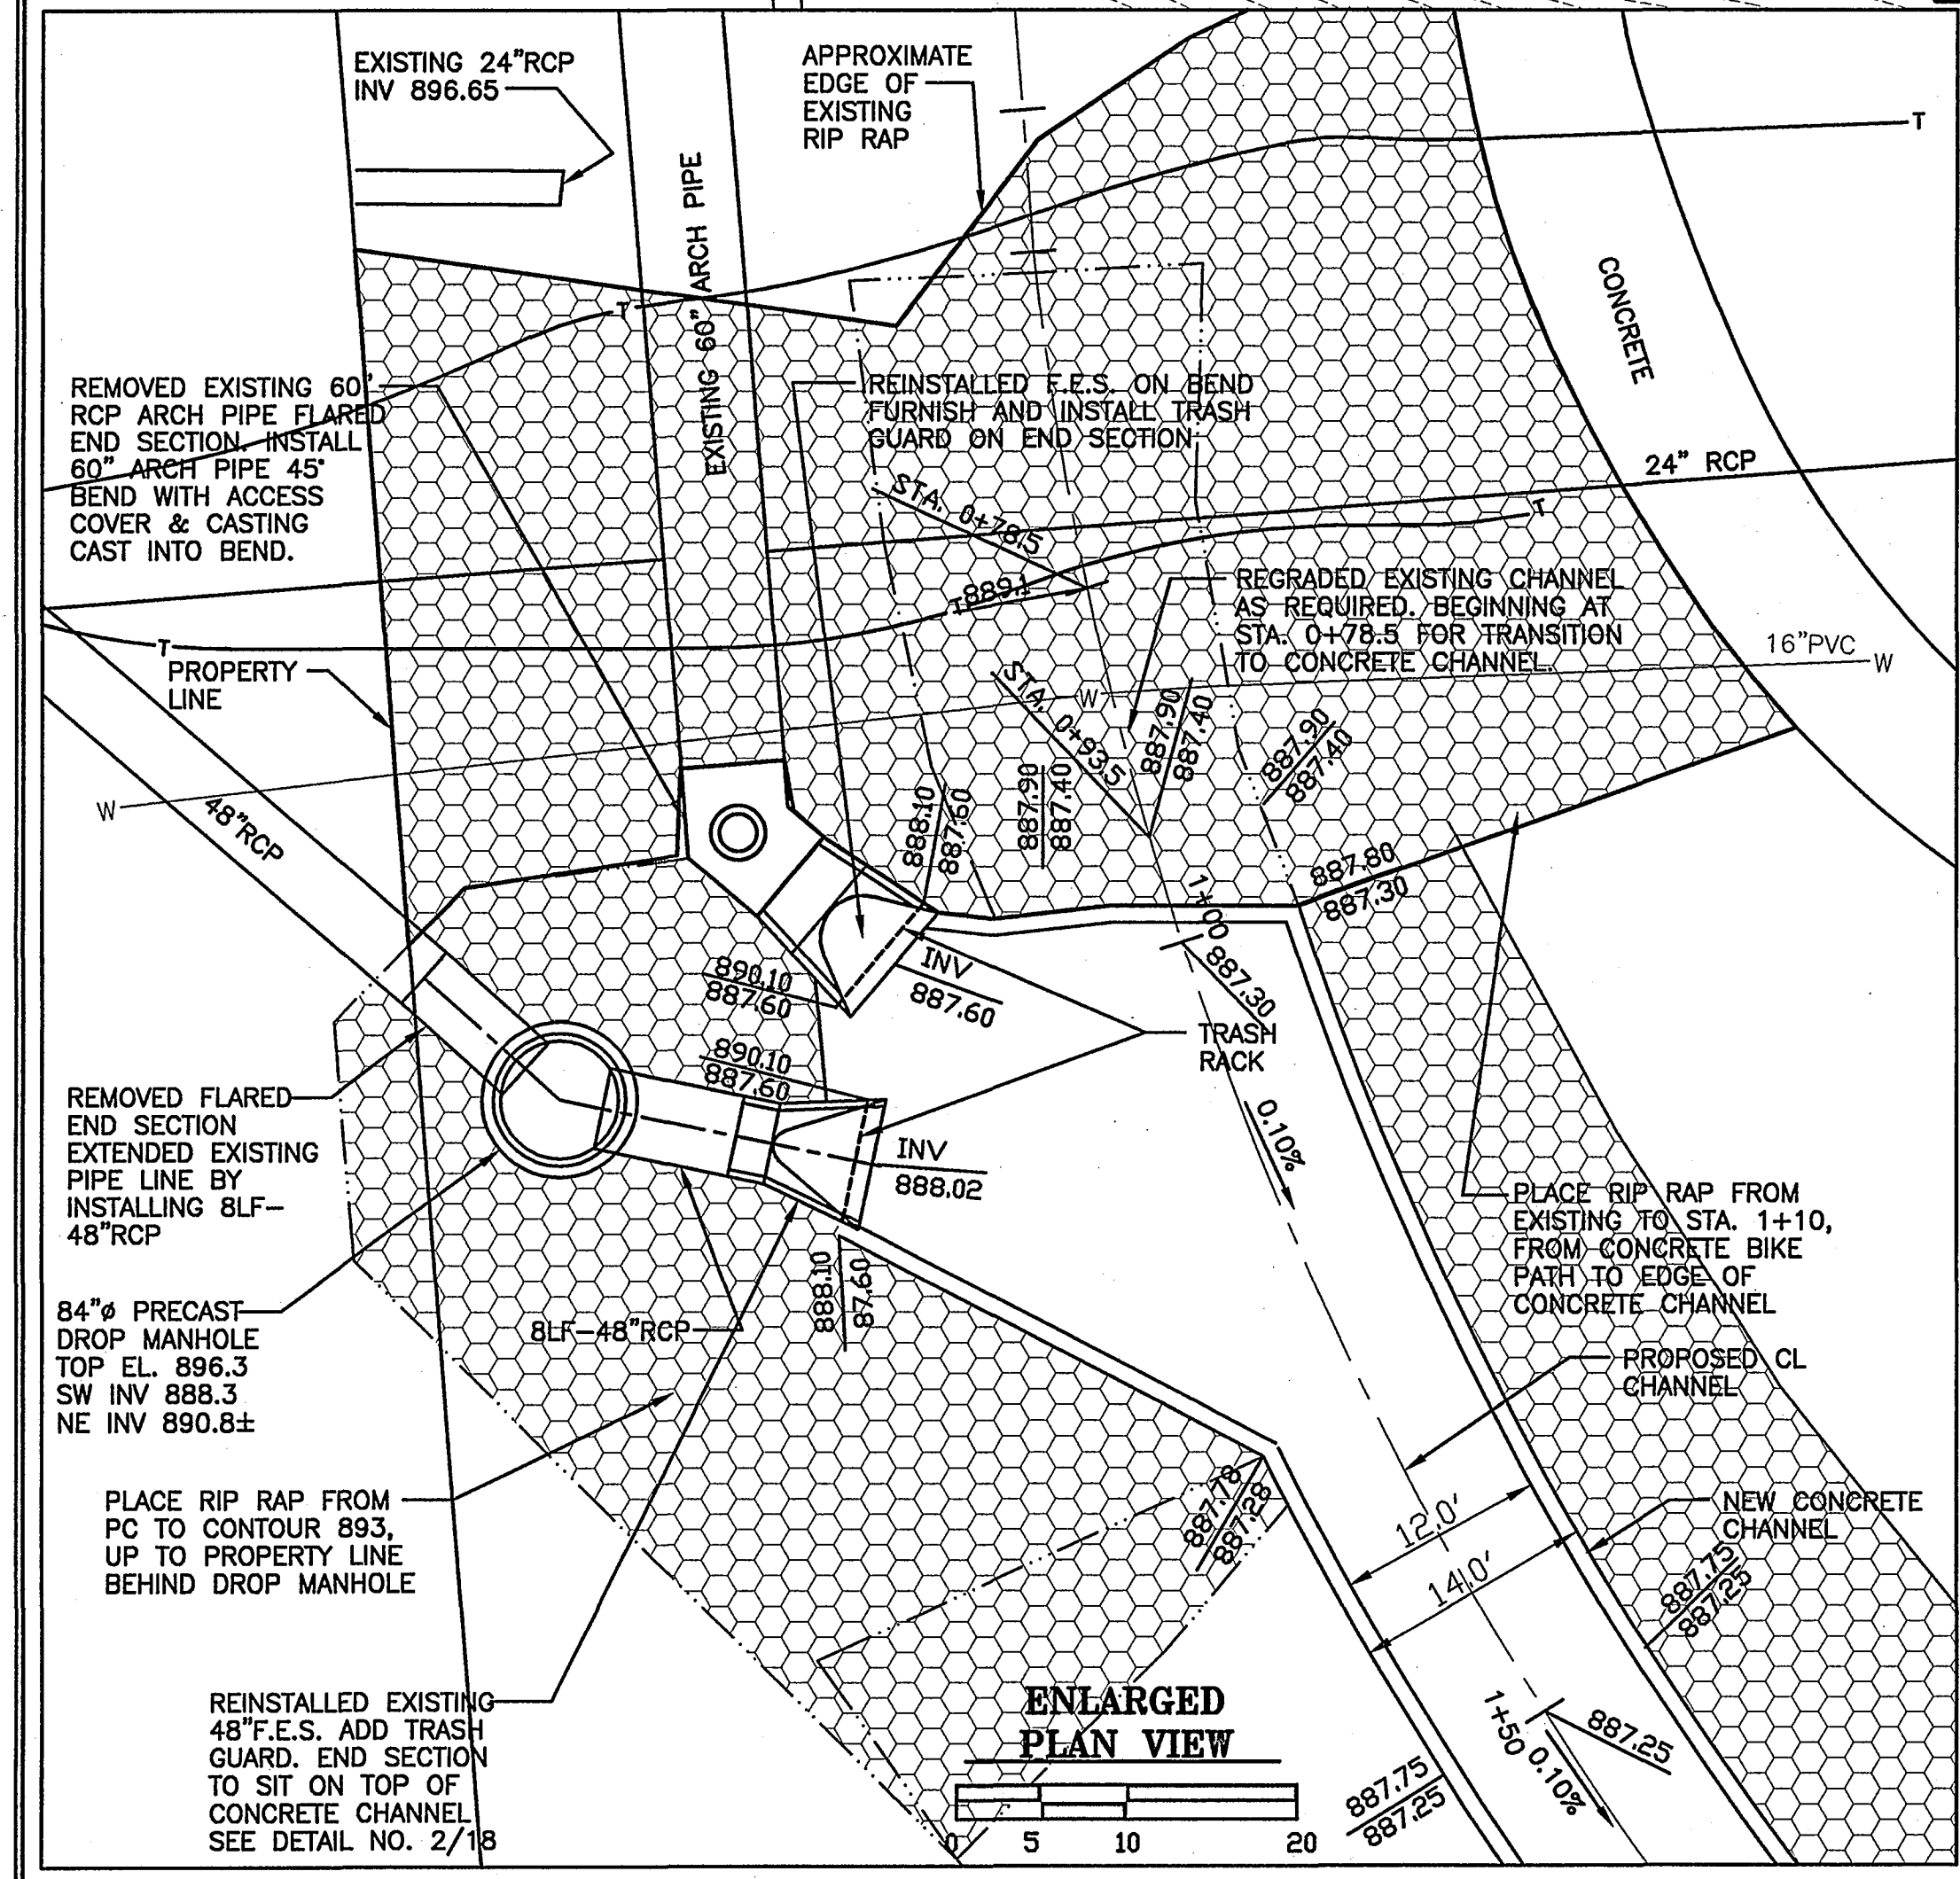 EXISTING 24"RCP
INV 896.65
APPROXIMATE
EDGE OF
EXISTING
RIP RAP
T
EXISTING 60" ARCH PIPE
CONCRETE
T
REMOVED EXISTING 60"
RCP ARCH PIPE FLARED
END SECTION. INSTALL
60" ARCH PIPE 45°
BEND WITH ACCESS
COVER & CASTING
CAST INTO BEND.
REINSTALLED F.E.S. ON BEND
FURNISH AND INSTALL TRASH
GUARD ON END SECTION
24" RCP
STA. 0+78.5
T
889.1
T
REGRADED EXISTING CHANNEL
AS REQUIRED. BEGINNING AT
STA. 0+78.5 FOR TRANSITION
TO CONCRETE CHANNEL.
T
PROPERTY
LINE
16"PVC
W
W
STA. 0+93.5
887.90
887.40
887.90
887.40
W
48"RCP
888.10
887.60
887.90
887.40
887.80
887.30
1+00
887.30
890.10
887.60
INV
887.60
TRASH
RACK
890.10
887.60
INV
888.02
0.10%
REMOVED FLARED
END SECTION
EXTENDED EXISTING
PIPE LINE BY
INSTALLING 8LF-
48"RCP
PLACE RIP RAP FROM
EXISTING TO STA. 1+10,
FROM CONCRETE BIKE
PATH TO EDGE OF
CONCRETE CHANNEL
84"ø PRECAST
DROP MANHOLE
TOP EL. 896.3
SW INV 888.3
NE INV 890.8±
8LF-48"RCP
888.10
87.60
PROPOSED CL
CHANNEL
PLACE RIP RAP FROM
PC TO CONTOUR 893,
UP TO PROPERTY LINE
BEHIND DROP MANHOLE
887.78
887.28
12.0'
14.0'
NEW CONCRETE
CHANNEL
887.75
887.25
REINSTALLED EXISTING
48"F.E.S. ADD TRASH
GUARD. END SECTION
TO SIT ON TOP OF
CONCRETE CHANNEL
SEE DETAIL NO. 2/18
ENLARGED
PLAN VIEW
0 5 10 20
887.75
887.25
1+50
0.10%
887.25